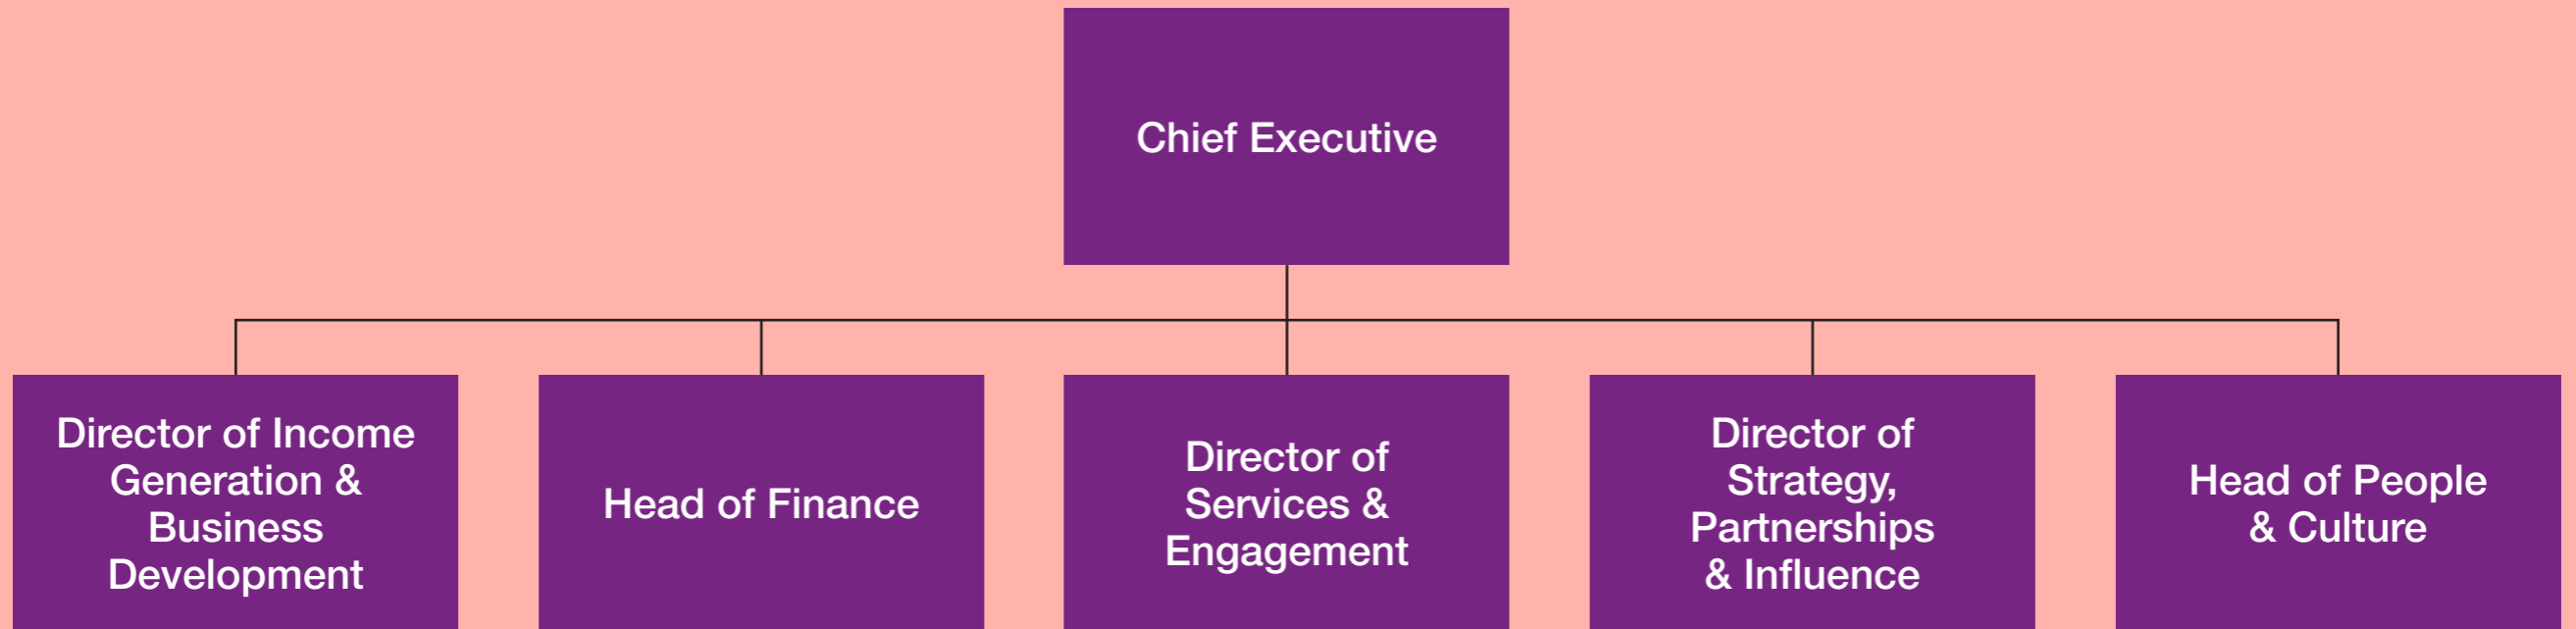 Chief Executive
Director of Income
Generation &
Business
Development
Head of Finance
Director of
Services &
Engagement
Director of
Strategy,
Partnerships
& Influence
Head of People
& Culture